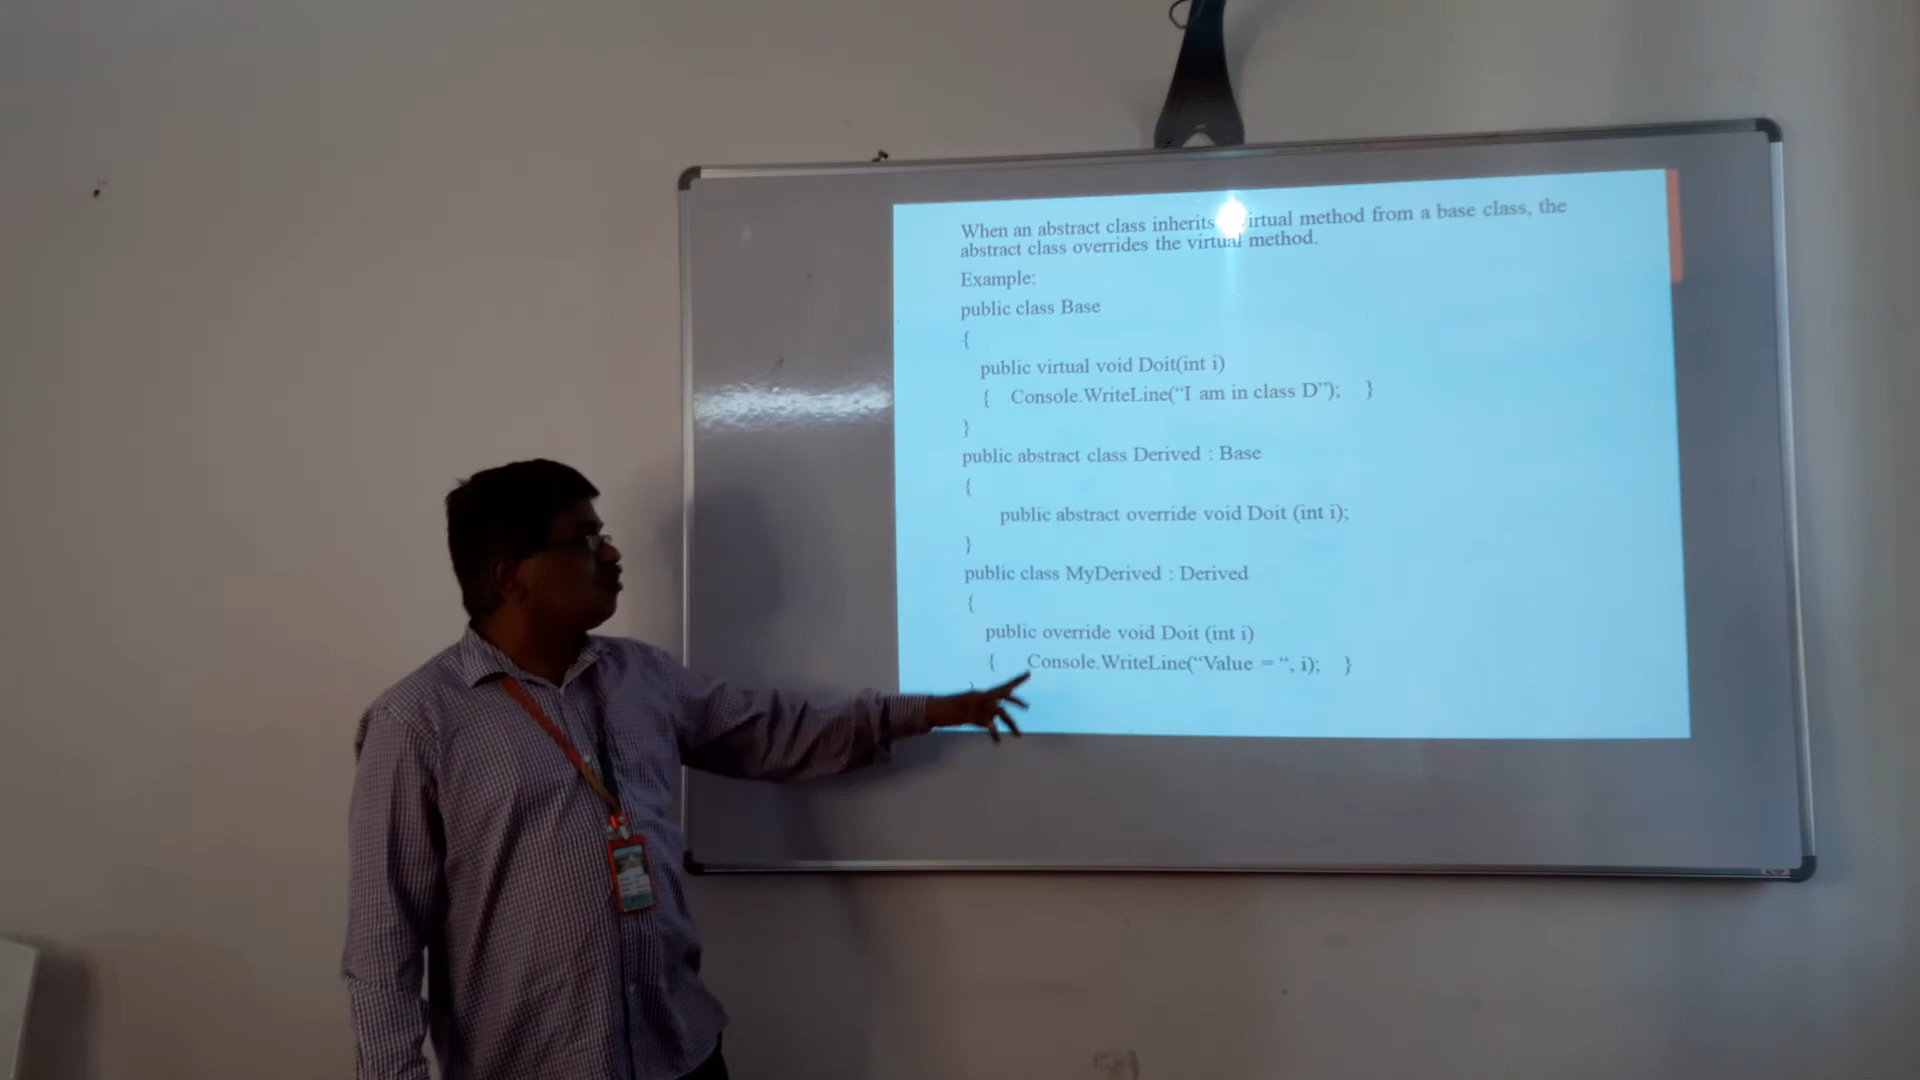 When an abstract class inherits irtual method from a base class, the
abstract class overrides the virtual method.
Example:
public class Base
{
public virtual void Doit(int i)
{ Console.WriteLine(“I am in class D”); }
}
public abstract class Derived : Base
{
public abstract override void Doit (int i);
}
public class MyDerived : Derived
{
public override void Doit (int i)
{ Console.WriteLine(“Value = “, i); }
}